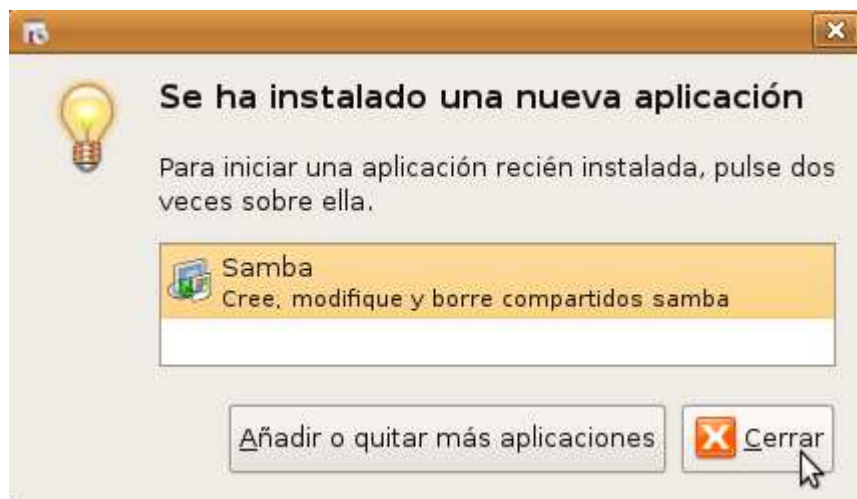 Se ha instalado una nueva aplicación
Para iniciar una aplicación recién instalada, pulse dos
veces sobre ella.
Samba
Cree, modifique y borre compartidos samba
Añadir o quitar más aplicaciones
Cerrar